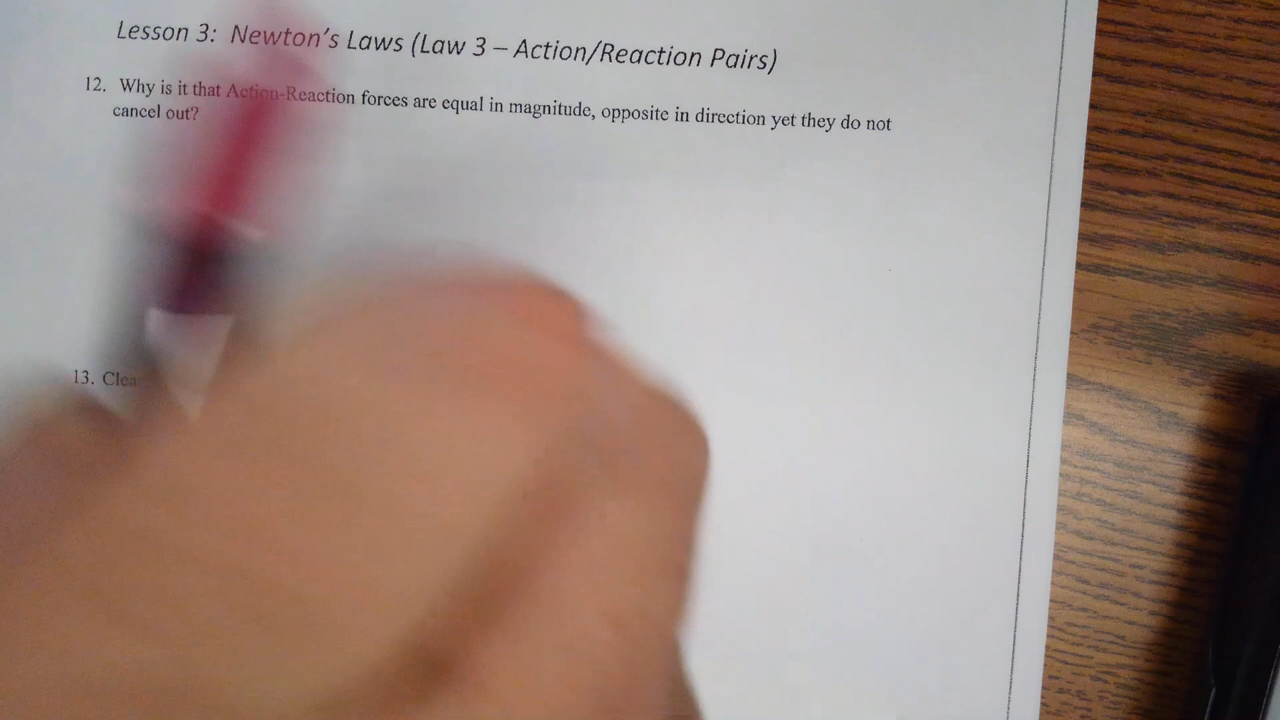 Lesson 3: Newton's Laws (Law 3 – Action/Reaction Pairs)
12. Why is it that Action-Reaction forces are equal in magnitude, opposite in direction yet they do not
cancel out?
13.